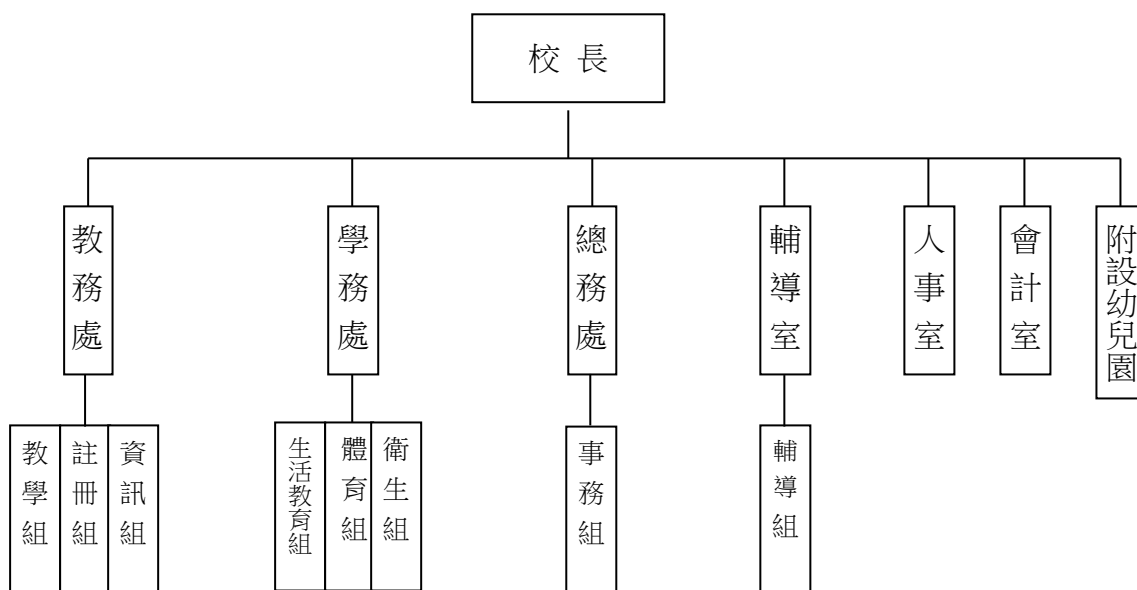 校 長
教務處
學務處
總務處
輔導室
人事室
會計室
附設幼兒園
教學組
註冊組
資訊組
生活教育組
體育組
衛生組
事務組
輔導組